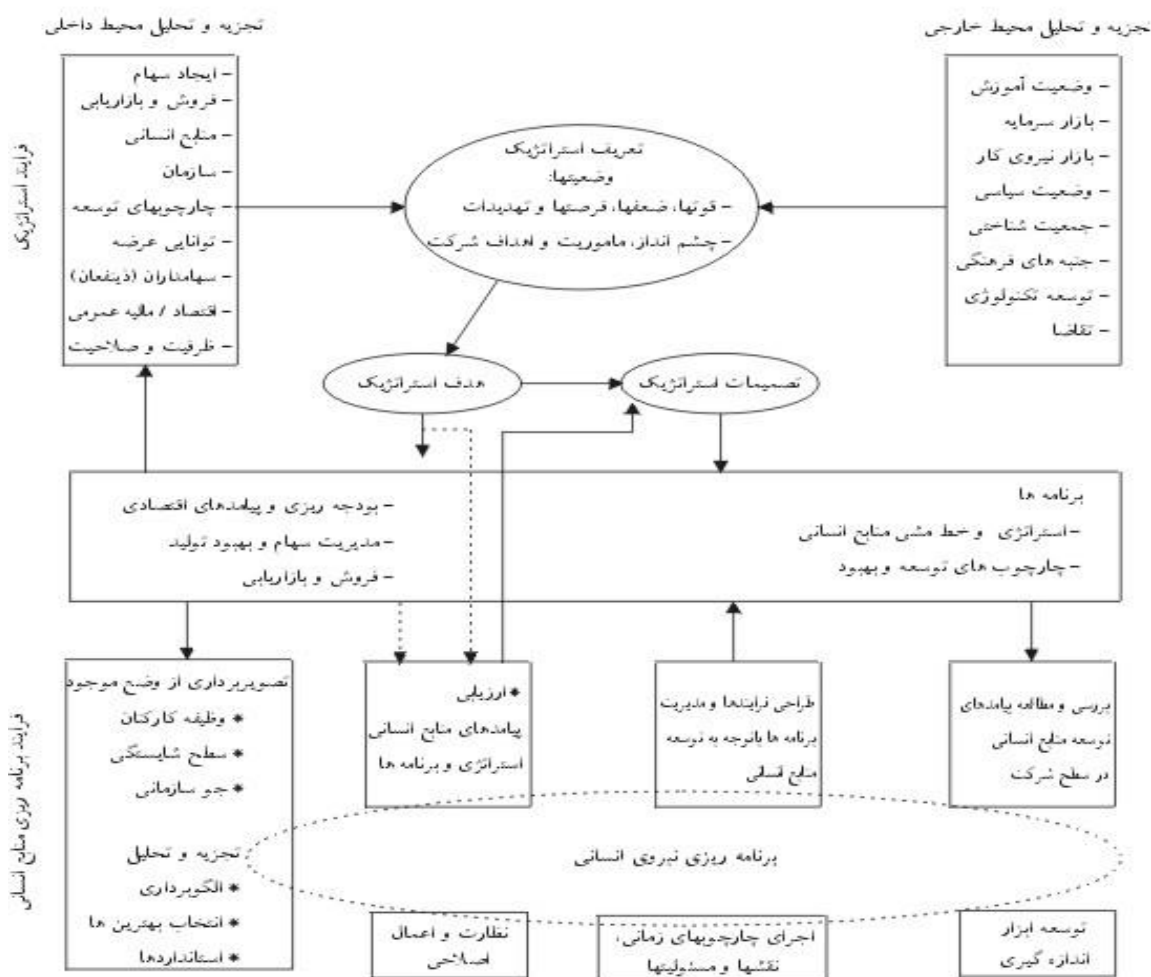 تجزیه و تحلیل محیط خارجی
- وضعیت آموزش
- بازار سرمایه
- بازار نیروی کار
- وضعیت سیاسی
- جمعیت شناختی
- جنبه های فرهنگی
- توسعه تکنولوژی
- تقاضا
تعریف استراتژیک
وضعیتها:
- قوتها، ضعفها، فرصتها و تهدیدات
- چشم انداز، ماموریت و اهداف شرکت
تجزیه و تحلیل محیط داخلی
- ایجاد سهام
- فروش و بازاریابی
- منابع انسانی
- سازمان
- چارچوبهای توسعه
- توانایی عرضه
- سهامداران (ذینفعان)
- اقتصاد / مالیه عمومی
- ظرفیت و صلاحیت
فرایند استراتژیک
تصمیمات استراتژیک
هدف استراتژیک
برنامه ها
- استراتژی و خط مشی منابع انسانی
- چارچوب های توسعه و بهبود
- بودجه ریزی و پیامدهای اقتصادی
- مدیریت سهام و بهبود تولید
- فروش و بازاریابی
بررسی و مطالعه پیامدهای
توسعه منابع انسانی
در سطح شرکت
طراحی فرایندها و مدیریت
برنامه ها باتوجه به توسعه
منابع انسانی
* ارزیابی
پیامدهای منابع انسانی
استراتژی و برنامه ها
تصویربرداری از وضع موجود
* وظیفه کارکنان
* سطح شایستگی
* جو سازمانی
تجزیه و تحلیل
* الگوبرداری
* انتخاب بهترین ها
* استانداردها
فرایند برنامه ریزی منابع انسانی
برنامه ریزی نیروی انسانی
توسعه ابزار
اندازه گیری
اجرای چارچوبهای زمانی،
نقشها و مسئولیتها
نظارت و اعمال
اصلاحی